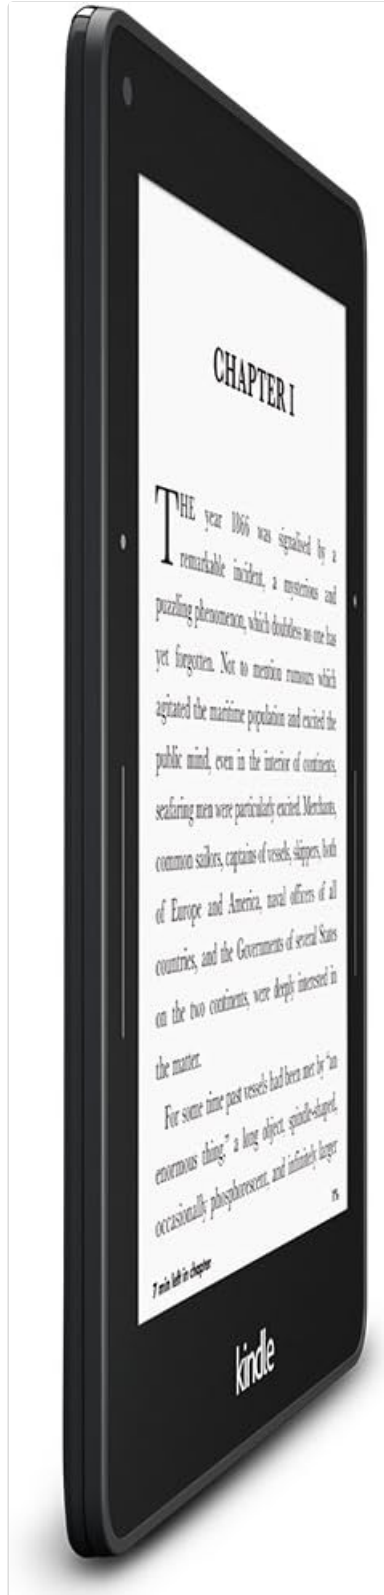 CHAPTER I
THE year 1866 was signalised by a
remarkable incident, a mysterious and
puzzling phenomenon, which doubtless no one has
yet forgotten. Not to mention rumours which
agitated the maritime population and excited the
public mind, even in the interior of continents,
seafaring men were particularly excited. Merchants,
common sailors, captains of vessels, skippers, both
of Europe and America, naval officers of all
countries, and the Governments of several States
on the two continents, were deeply interested in
the matter.
For some time past vessels had been met by "an
enormous thing," a long object, spindle-shaped,
occasionally phosphorescent, and infinitely larger
7 min left in chapter
1%
kindle